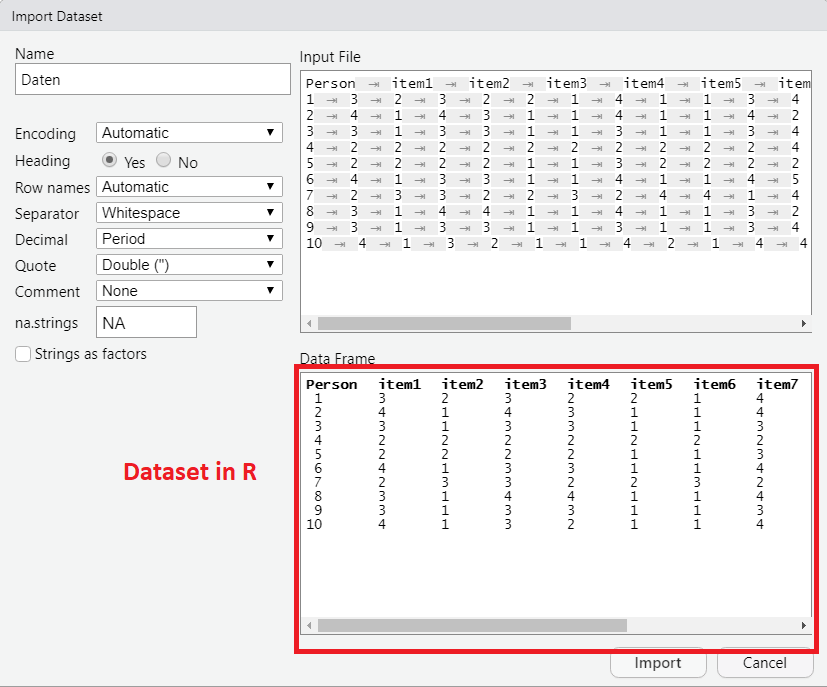 Import Dataset
Name
Daten
Encoding Automatic
Heading Yes No
Row names Automatic
Separator Whitespace
Decimal Period
Quote Double (")
Comment None
na.strings NA
Strings as factors
Dataset in R
Input File
Person ⇥ item1 ⇥ item2 ⇥ item3 ⇥ item4 ⇥ item5 ⇥ item
1 ⇥ 3 ⇥ 2 ⇥ 3 ⇥ 2 ⇥ 2 ⇥ 1 ⇥ 4 ⇥ 1 ⇥ 1 ⇥ 3 ⇥ 4
2 ⇥ 4 ⇥ 1 ⇥ 4 ⇥ 3 ⇥ 1 ⇥ 1 ⇥ 4 ⇥ 1 ⇥ 1 ⇥ 4 ⇥ 2
3 ⇥ 3 ⇥ 1 ⇥ 3 ⇥ 3 ⇥ 1 ⇥ 1 ⇥ 3 ⇥ 1 ⇥ 1 ⇥ 3 ⇥ 4
4 ⇥ 2 ⇥ 2 ⇥ 2 ⇥ 2 ⇥ 2 ⇥ 2 ⇥ 2 ⇥ 2 ⇥ 2 ⇥ 2 ⇥ 4
5 ⇥ 2 ⇥ 2 ⇥ 2 ⇥ 2 ⇥ 1 ⇥ 1 ⇥ 3 ⇥ 2 ⇥ 2 ⇥ 2 ⇥ 2
6 ⇥ 4 ⇥ 1 ⇥ 3 ⇥ 3 ⇥ 1 ⇥ 1 ⇥ 4 ⇥ 1 ⇥ 1 ⇥ 4 ⇥ 5
7 ⇥ 2 ⇥ 3 ⇥ 3 ⇥ 2 ⇥ 2 ⇥ 3 ⇥ 2 ⇥ 4 ⇥ 4 ⇥ 1 ⇥ 4
8 ⇥ 3 ⇥ 1 ⇥ 4 ⇥ 4 ⇥ 1 ⇥ 1 ⇥ 4 ⇥ 1 ⇥ 1 ⇥ 3 ⇥ 2
9 ⇥ 3 ⇥ 1 ⇥ 3 ⇥ 3 ⇥ 1 ⇥ 1 ⇥ 3 ⇥ 1 ⇥ 1 ⇥ 3 ⇥ 4
10 ⇥ 4 ⇥ 1 ⇥ 3 ⇥ 2 ⇥ 1 ⇥ 1 ⇥ 4 ⇥ 2 ⇥ 1 ⇥ 4 ⇥ 4
Data Frame
Person item1 item2 item3 item4 item5 item6 item7
1 3 2 3 2 2 1 4
2 4 1 4 3 1 1 4
3 3 1 3 3 1 1 3
4 2 2 2 2 2 2 2
5 2 2 2 2 1 1 3
6 4 1 3 3 1 1 4
7 2 3 3 2 2 3 2
8 3 1 4 4 1 1 4
9 3 1 3 3 1 1 3
10 4 1 3 2 1 1 4
Import Cancel